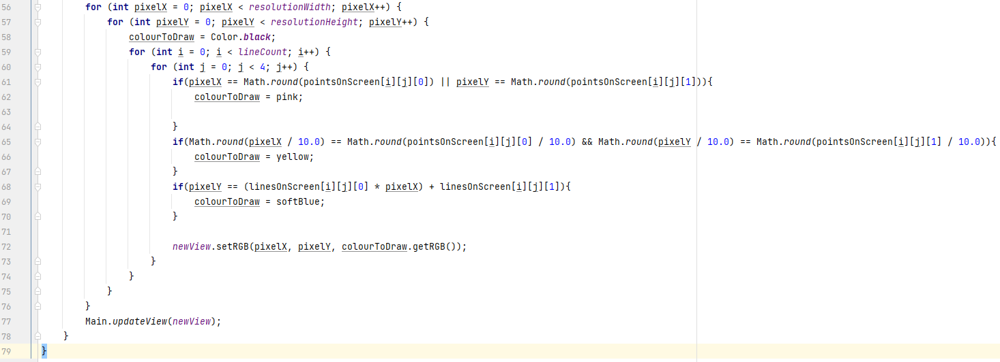 56 for (int pixelX = 0; pixelX < resolutionWidth; pixelX++) {
57 for (int pixelY = 0; pixelY < resolutionHeight; pixelY++) {
58 colourToDraw = Color.black;
59 for (int i = 0; i < lineCount; i++) {
60 for (int j = 0; j < 4; j++) {
61 if(pixelX == Math.round(pointsOnScreen[i][j][0]) || pixelY == Math.round(pointsOnScreen[i][j][1])){
62 colourToDraw = pink;
63
64 }
65 if(Math.round(pixelX / 10.0) == Math.round(pointsOnScreen[i][j][0] / 10.0) && Math.round(pixelY / 10.0) == Math.round(pointsOnScreen[i][j][1] / 10.0)){
66 colourToDraw = yellow;
67 }
68 if(pixelY == (linesOnScreen[i][j][0] * pixelX) + linesOnScreen[i][j][1]){
69 colourToDraw = softBlue;
70 }
71
72 newView.setRGB(pixelX, pixelY, colourToDraw.getRGB());
73 }
74 }
75 }
76 }
77 Main.updateView(newView);
78 }
79 }